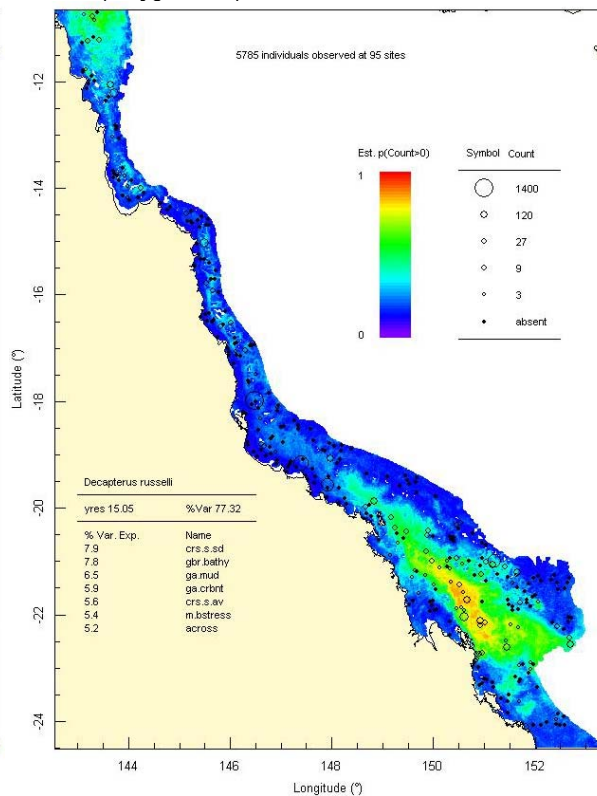 5785 individuals observed at 95 sites
Est. p(Count>0)
1
0
Symbol Count
1400
120
27
9
3
absent
Decapterus russelli
yres 15.05 %Var 77.32
% Var. Exp. Name
7.9 crs.s.sd
7.8 gbr.bathy
6.5 ga.mud
5.9 ga.crbnt
5.6 crs.s.av
5.4 m.bstress
5.2 across
Latitude (°)
-12
-14
-16
-18
-20
-22
-24
144 146 148 150 152
Longitude (°)